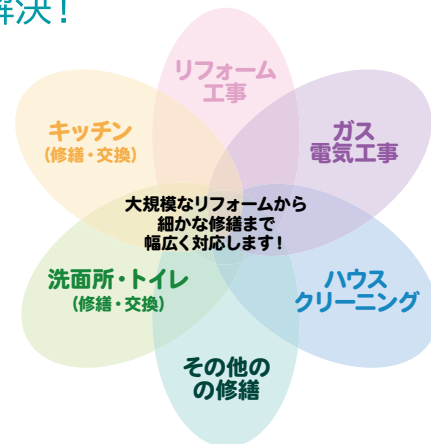 解決！
リフォーム
工事
キッチン
（修繕・交換）
ガス
電気工事
大規模なリフォームから
細かな修繕まで
幅広く対応します！
洗面所・トイレ
（修繕・交換）
ハウス
クリーニング
その他の
の修繕